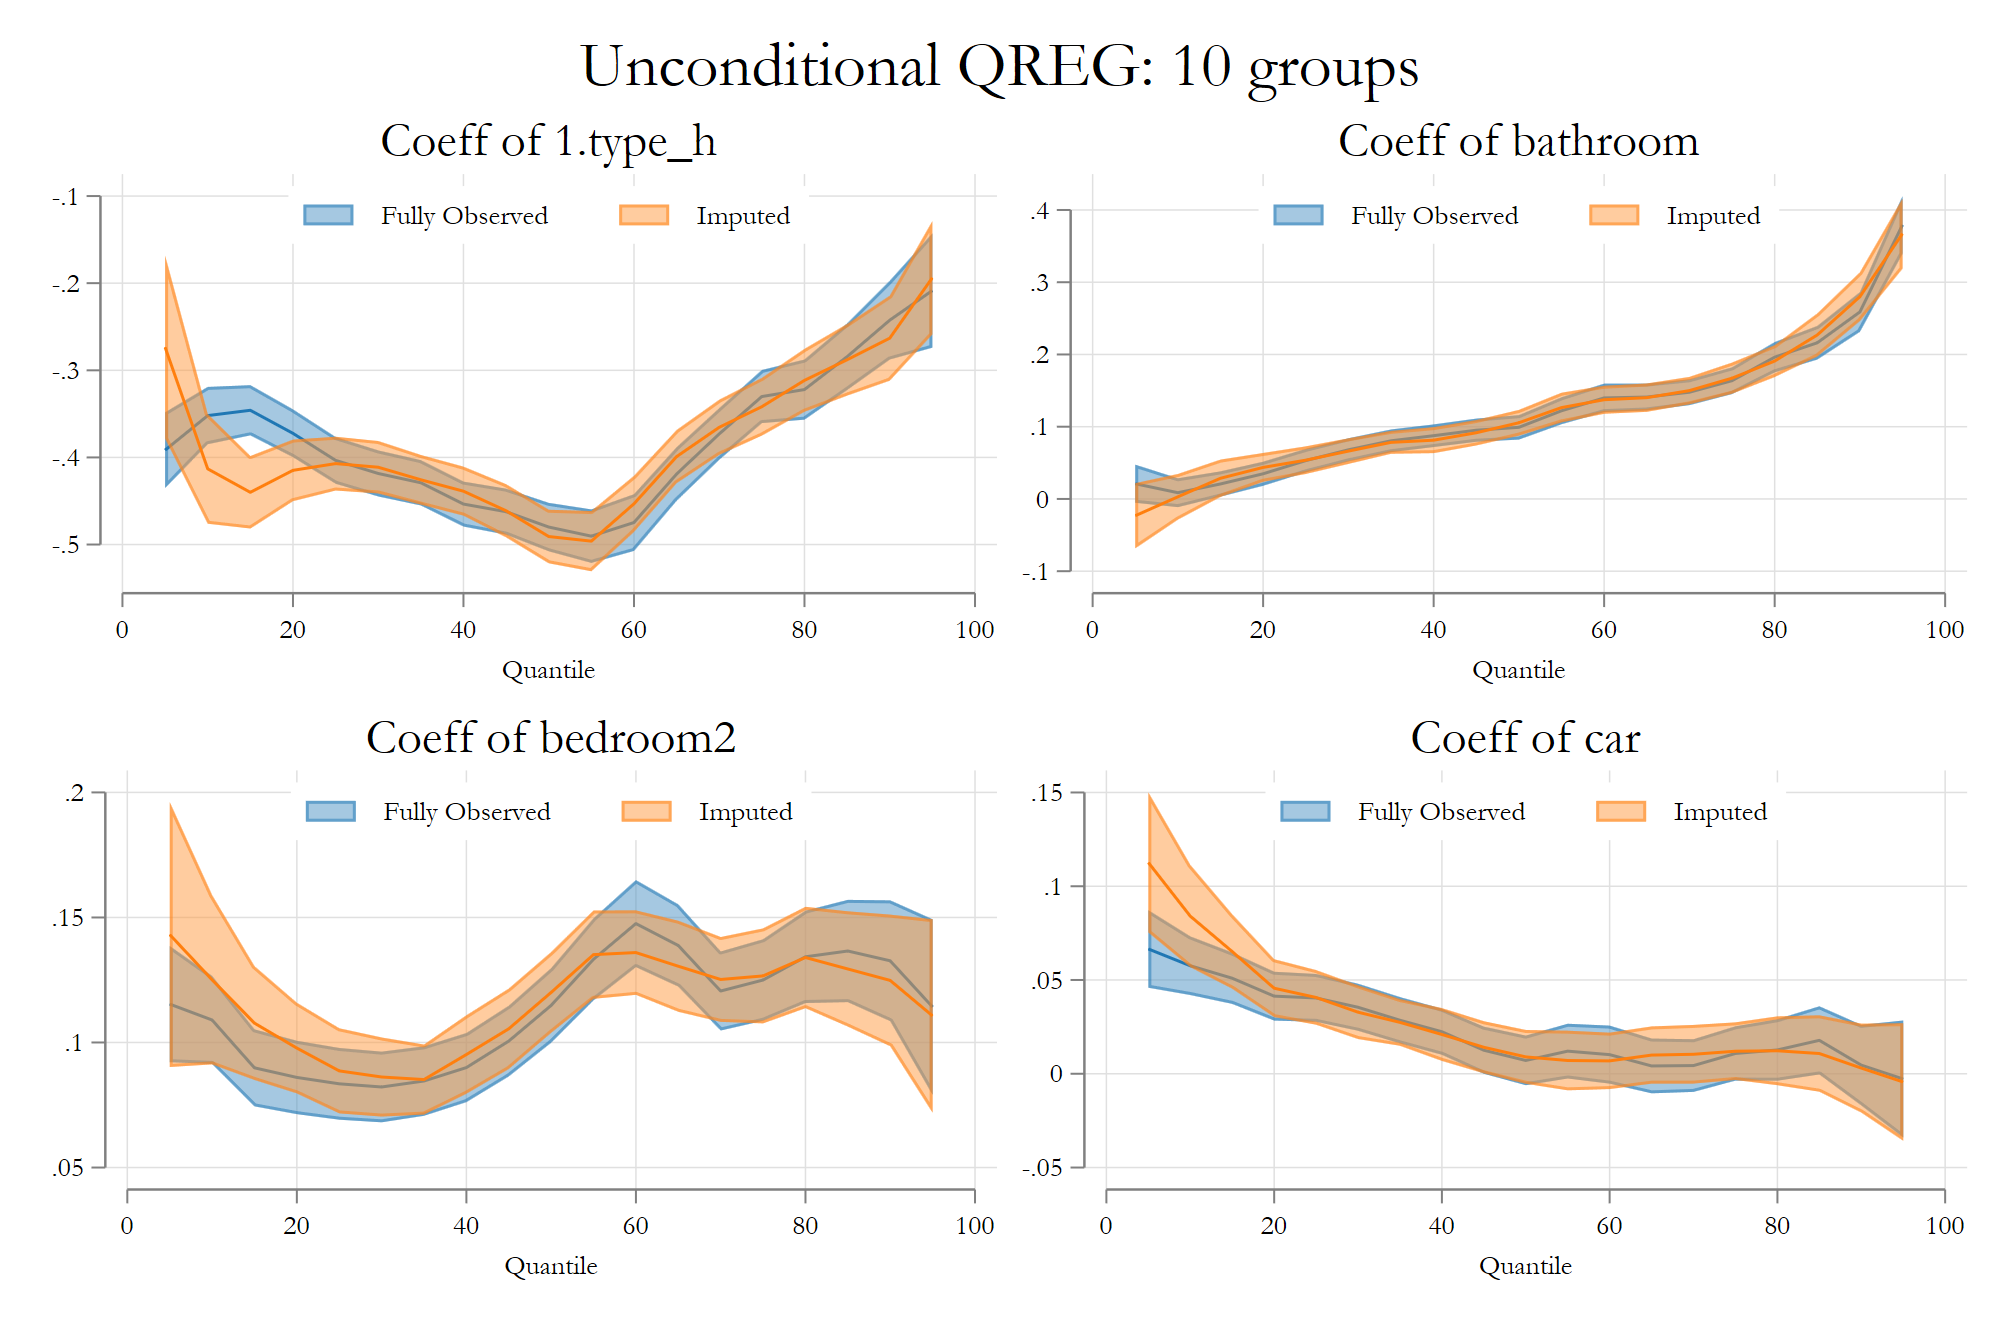 Unconditional QREG: 10 groups
Coeff of 1.type_h
Fully Observed Imputed
-.1
-.2
-.3
-.4
-.5
0 20 40 60 80 100
Quantile
Coeff of bathroom
Fully Observed Imputed
.4
.3
.2
.1
0
-.1
0 20 40 60 80 100
Quantile
Coeff of bedroom2
Fully Observed Imputed
.2
.15
.1
.05
0 20 40 60 80 100
Quantile
Coeff of car
Fully Observed Imputed
.15
.1
.05
0
-.05
0 20 40 60 80 100
Quantile